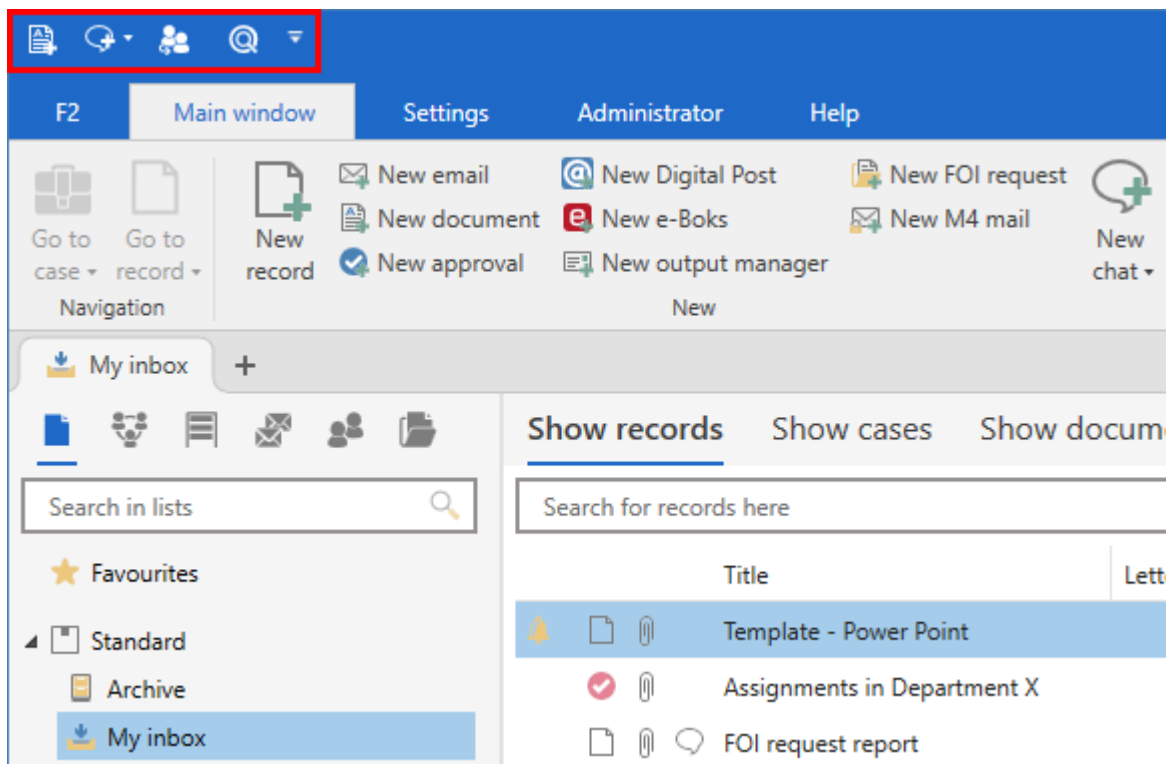 F2 Main window Settings Administrator Help
Go to case
Go to record
Navigation
New record
New email
New document
New approval
New Digital Post
New e-Boks
New output manager
New FOI request
New M4 mail
New
New chat
My inbox
Show records Show cases Show docum
Search in lists
Search for records here
Favourites
Title Lett
Standard
Template - Power Point
Archive
Assignments in Department X
My inbox
FOI request report